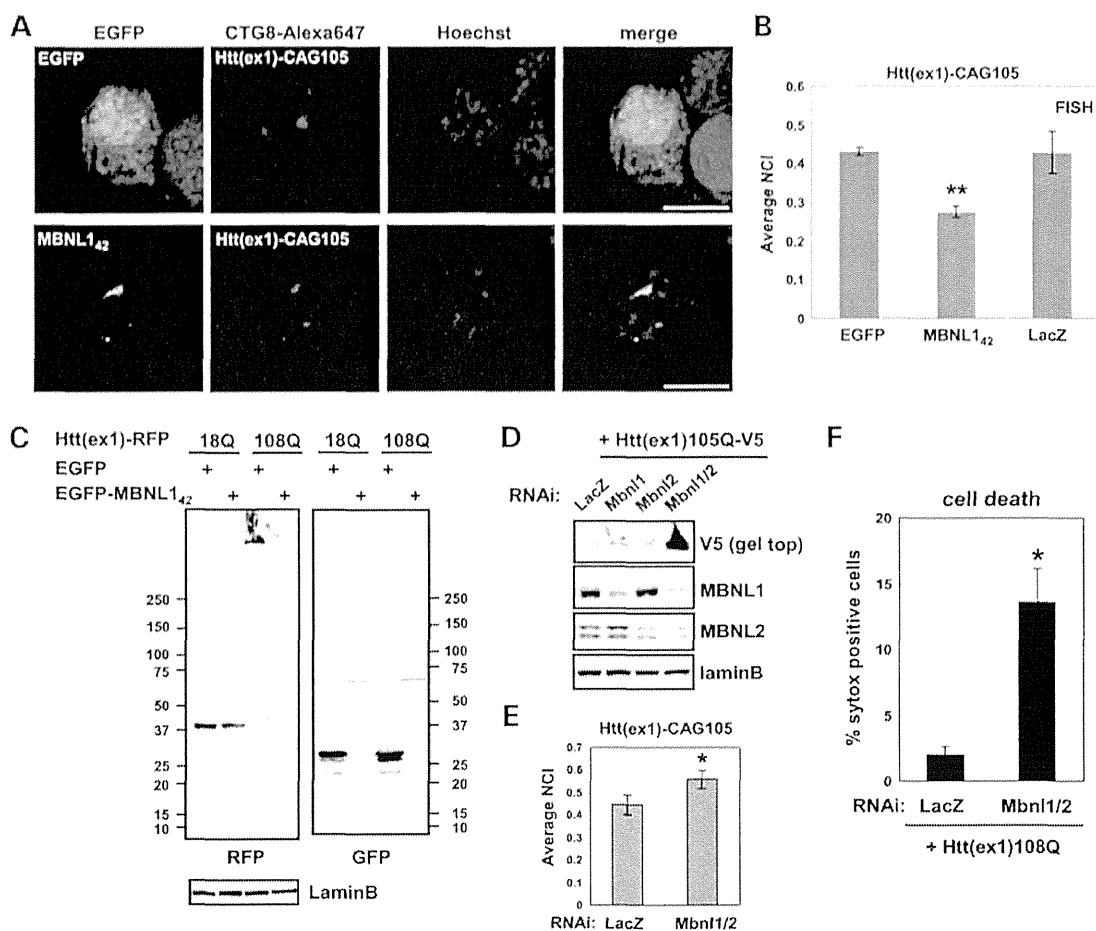 A
EGFP CTG8-Alexa647 Hoechst merge
EGFP
Htt(ex1)-CAG105
MBNL1₄₂
Htt(ex1)-CAG105
B
Htt(ex1)-CAG105
FISH
Average NCI
0.6
0.5
0.4
0.3
0.2
0.1
0
**
EGFP MBNL1₄₂ LacZ
C
Htt(ex1)-RFP 18Q 108Q 18Q 108Q
EGFP + + + +
EGFP-MBNL1₄₂ + + + +
250
150
100
75
50
37
25
20
15
10
250
150
100
75
50
37
25
20
15
10
RFP GFP
LaminB
D
+ Htt(ex1)105Q-V5
RNAi: LacZ Mbnl1 Mbnl2 Mbnl1/2
V5 (gel top)
MBNL1
MBNL2
laminB
E
Htt(ex1)-CAG105
Average NCI
0.7
0.6
0.5
0.4
0.3
0.2
0.1
0
*
RNAi: LacZ Mbnl1/2
F
cell death
% sytox positive cells
20
15
10
5
0
*
RNAi: LacZ Mbnl1/2
+ Htt(ex1)108Q